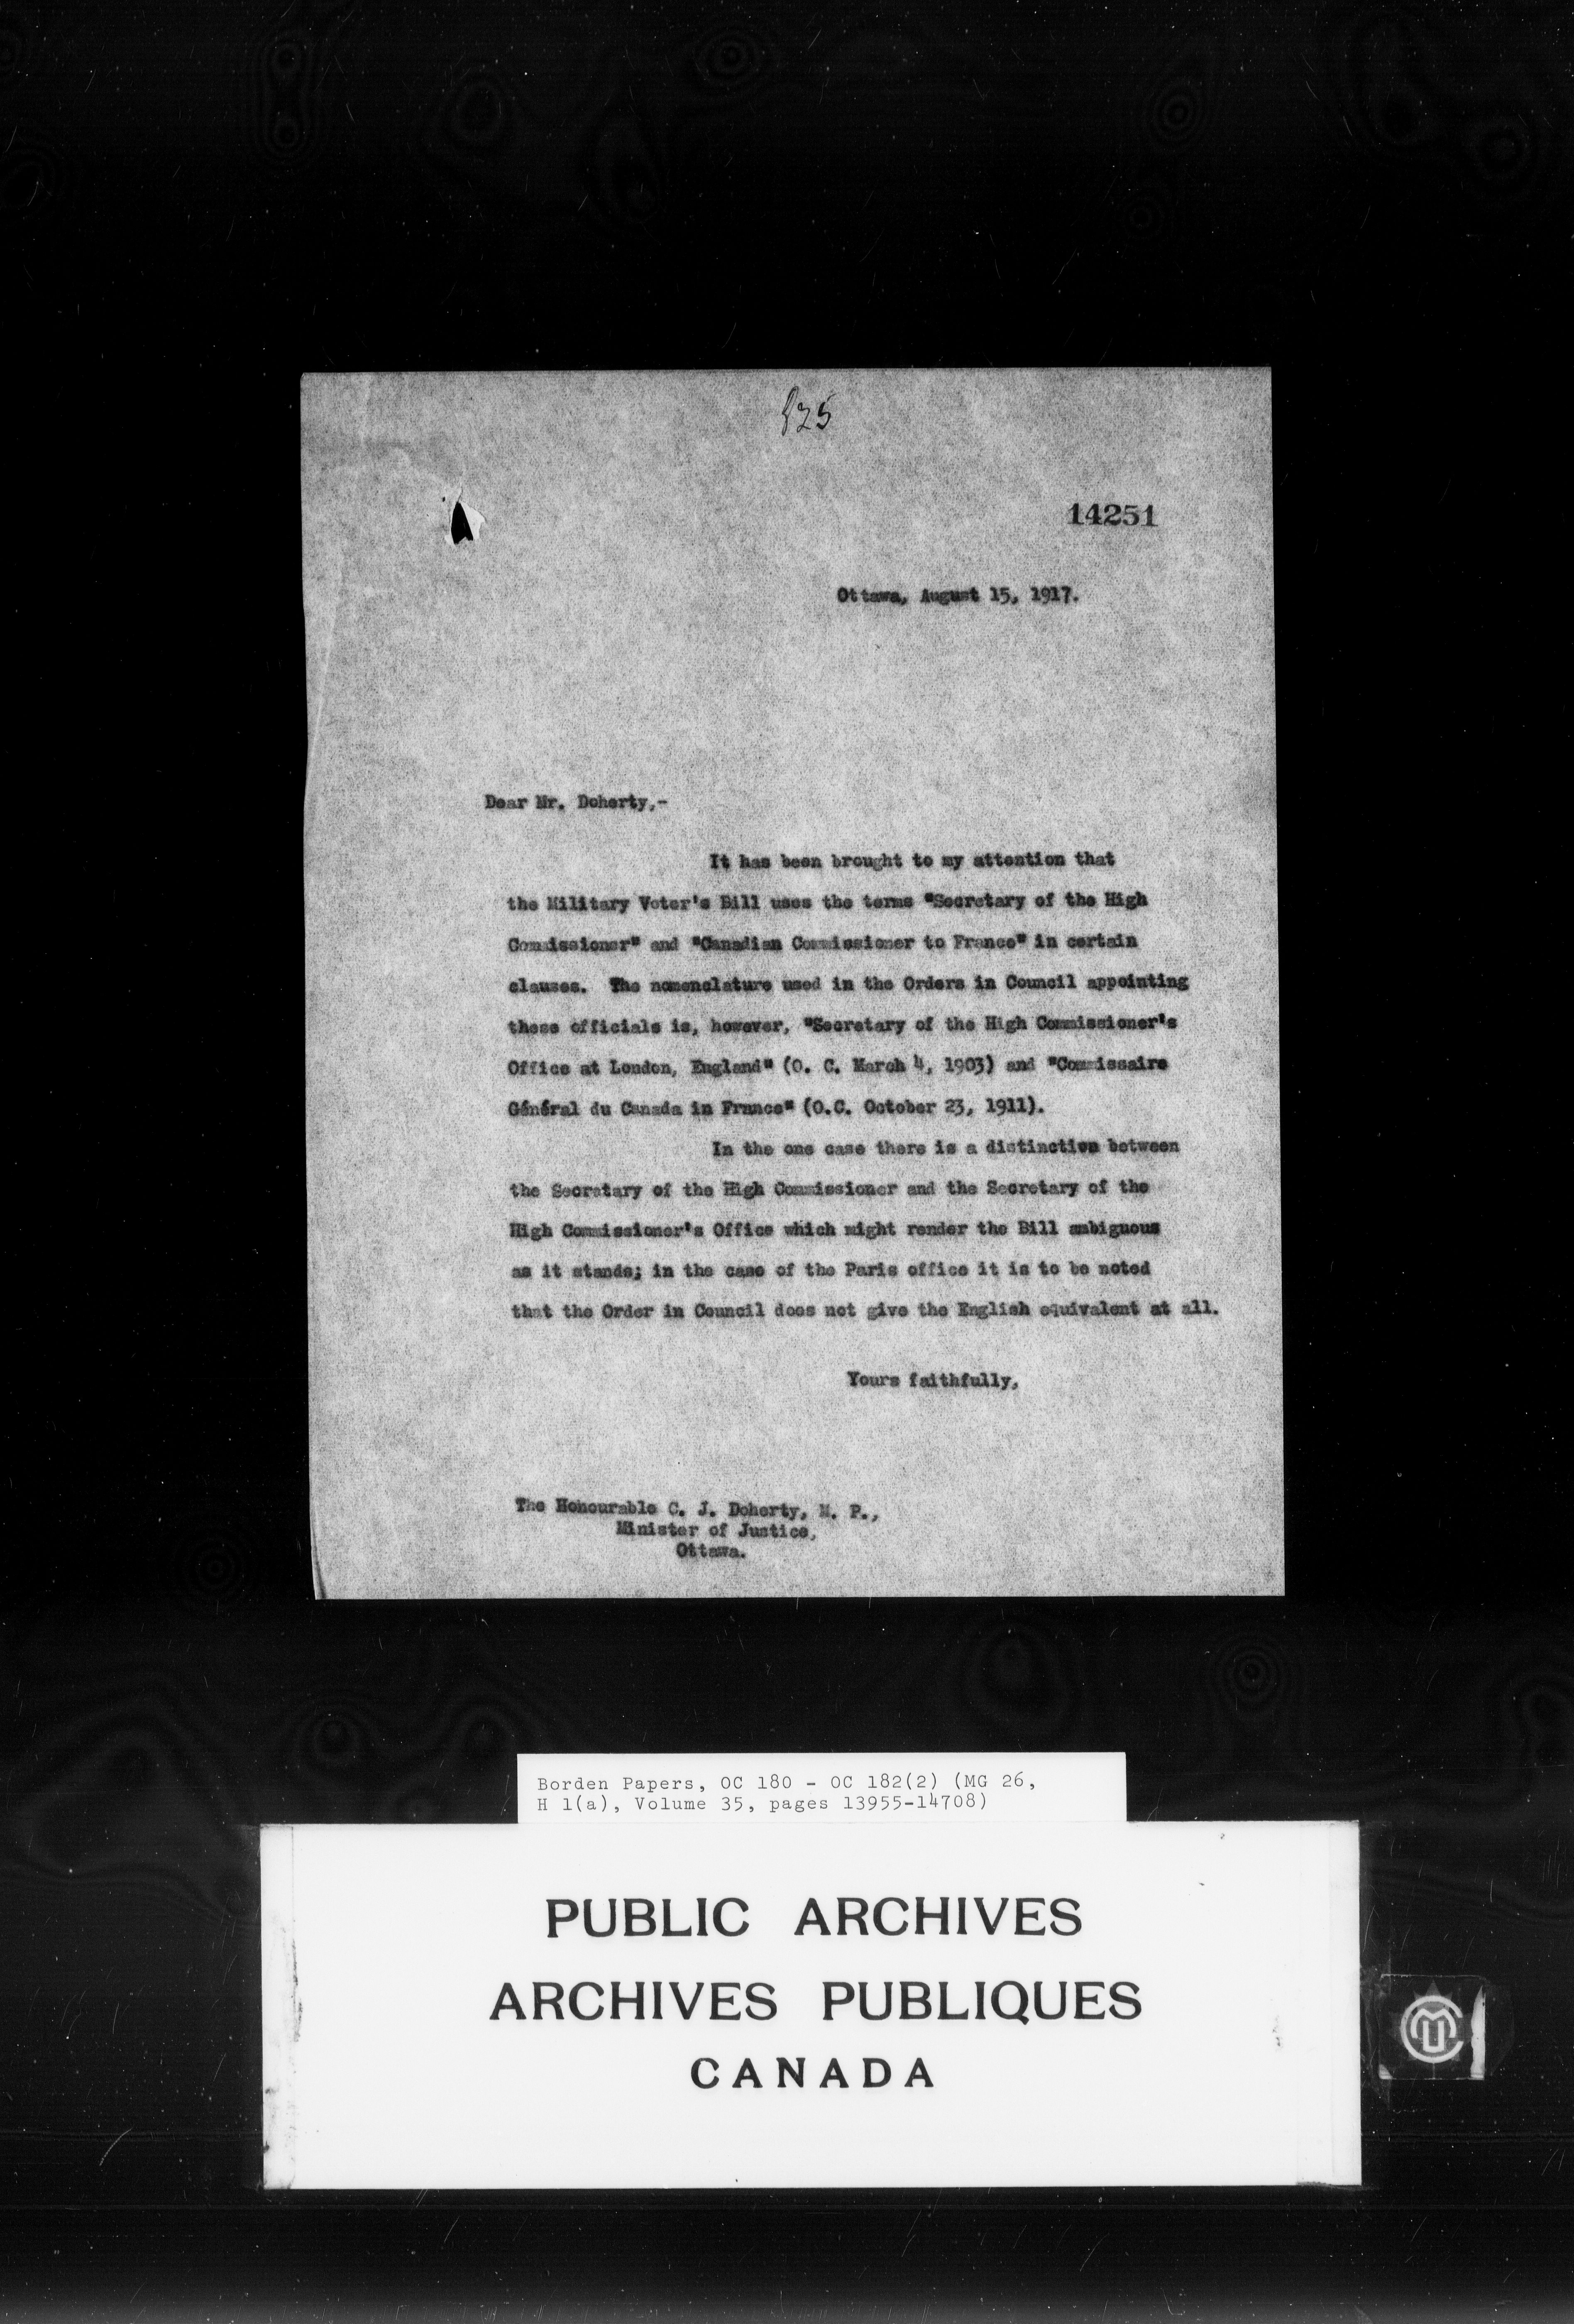 825
14251
Ottawa, August 15, 1917.
Dear Mr. Doherty,-
It has been brought to my attention that
the Military Voter's Bill uses the terms "Secretary of the High
Commissioner" and "Canadian Commissioner to France" in certain
clauses. The nomenclature used in the Orders in Council appointing
these officials is, however, "Secretary of the High Commissioner's
Office at London, England" (O. C. March 4, 1903) and "Commissaire
Général du Canada in France" (O.C. October 23, 1911).
In the one case there is a distinction between
the Secretary of the High Commissioner and the Secretary of the
High Commissioner's Office which might render the Bill ambiguous
as it stands; in the case of the Paris office it is to be noted
that the Order in Council does not give the English equivalent at all.
Yours faithfully,
The Honourable C. J. Doherty, M. P.,
Minister of Justice,
Ottawa.
Borden Papers, OC 180 - OC 182(2) (MG 26,
H 1(a), Volume 35, pages 13955-14708)
PUBLIC ARCHIVES
ARCHIVES PUBLIQUES
CANADA